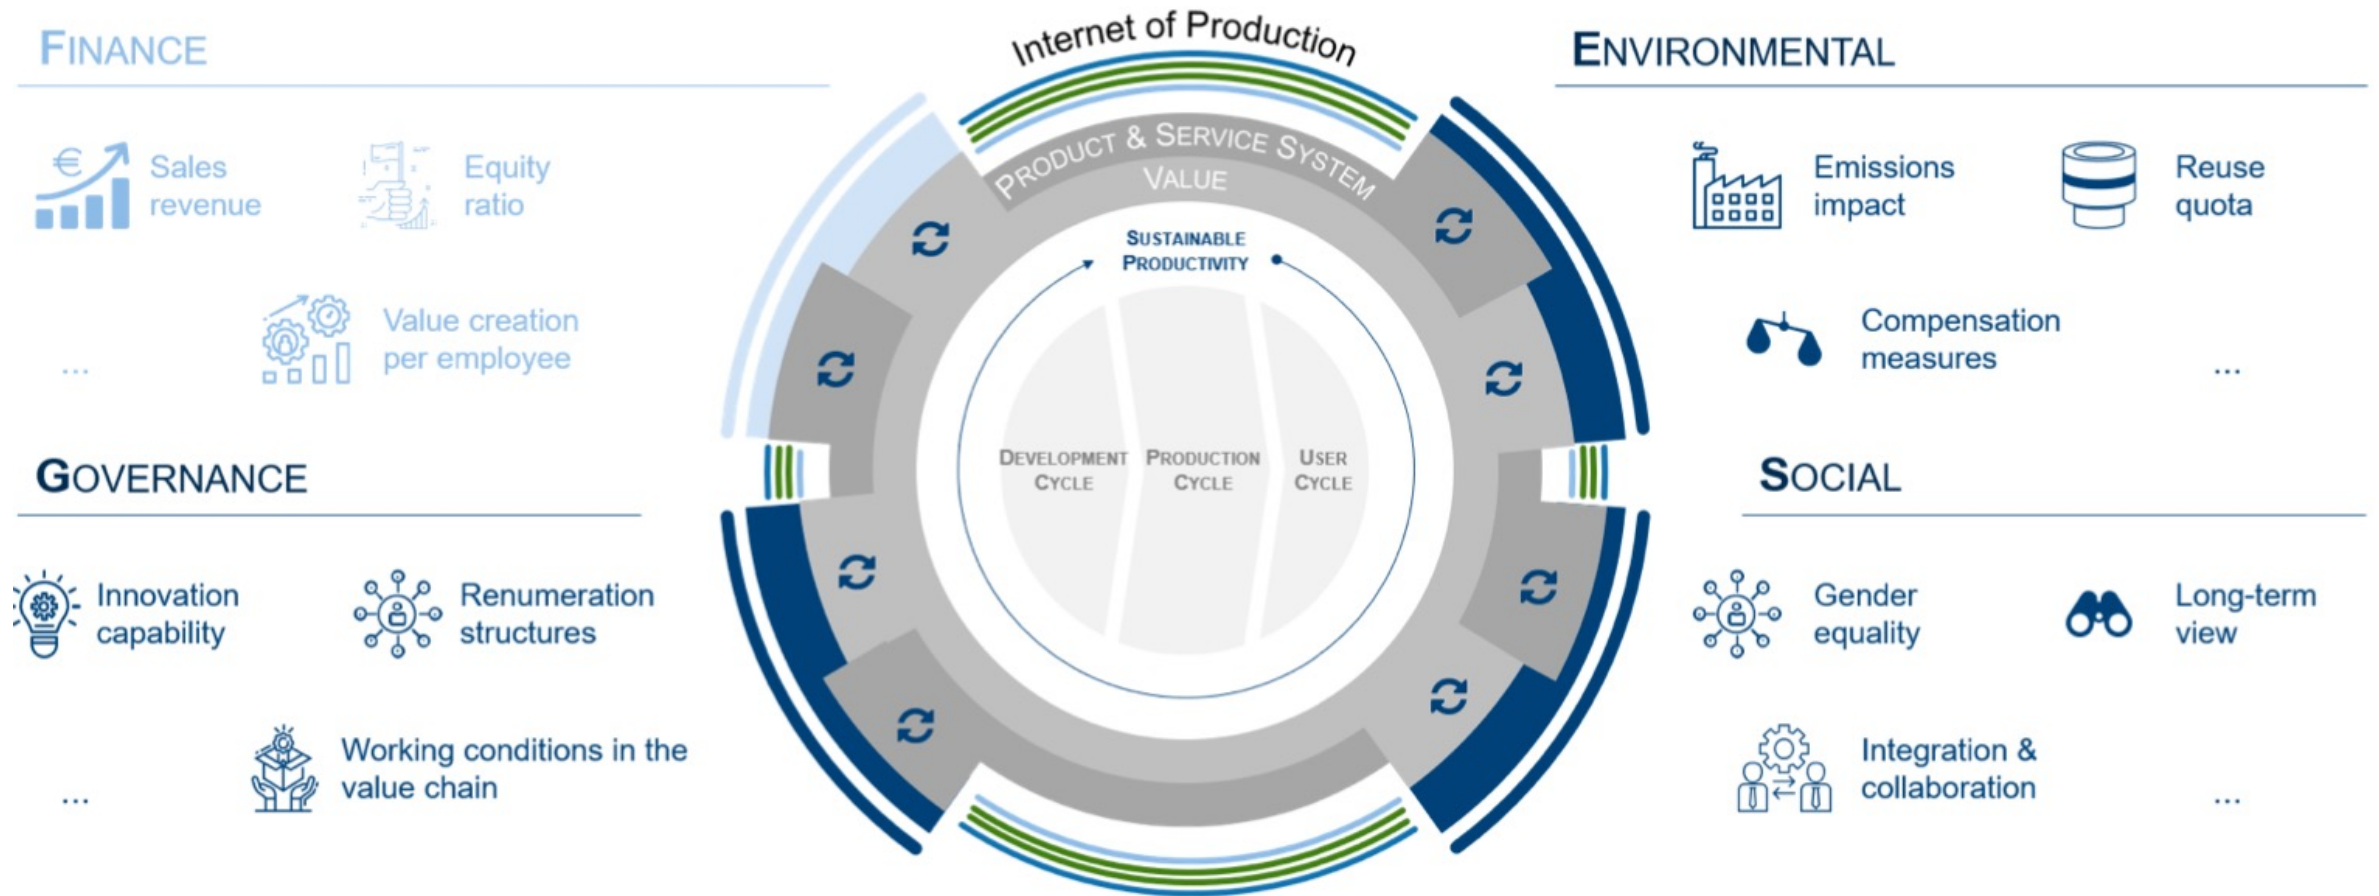 FINANCE
Sales
revenue
Equity
ratio
Value creation
per employee
...
GOVERNANCE
Innovation
capability
Renumeration
structures
Working conditions in the
value chain
...
Internet of Production
PRODUCT & SERVICE SYSTEM
VALUE
SUSTAINABLE
PRODUCTIVITY
DEVELOPMENT
CYCLE
PRODUCTION
CYCLE
USER
CYCLE
ENVIRONMENTAL
Emissions
impact
Reuse
quota
Compensation
measures
...
SOCIAL
Gender
equality
Long-term
view
Integration &
collaboration
...
€